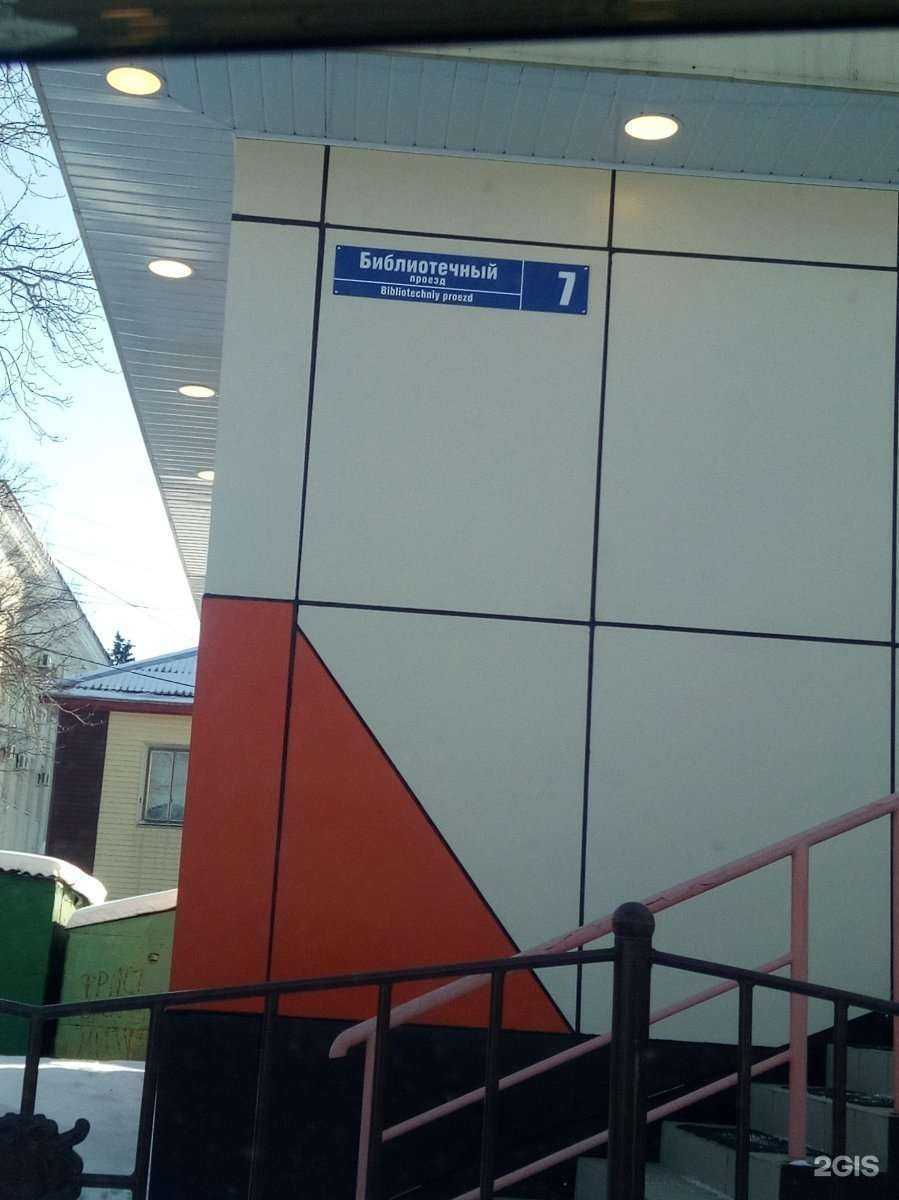 Библиотечный
проезд
Bibliotechniy proezd
7
2GIS